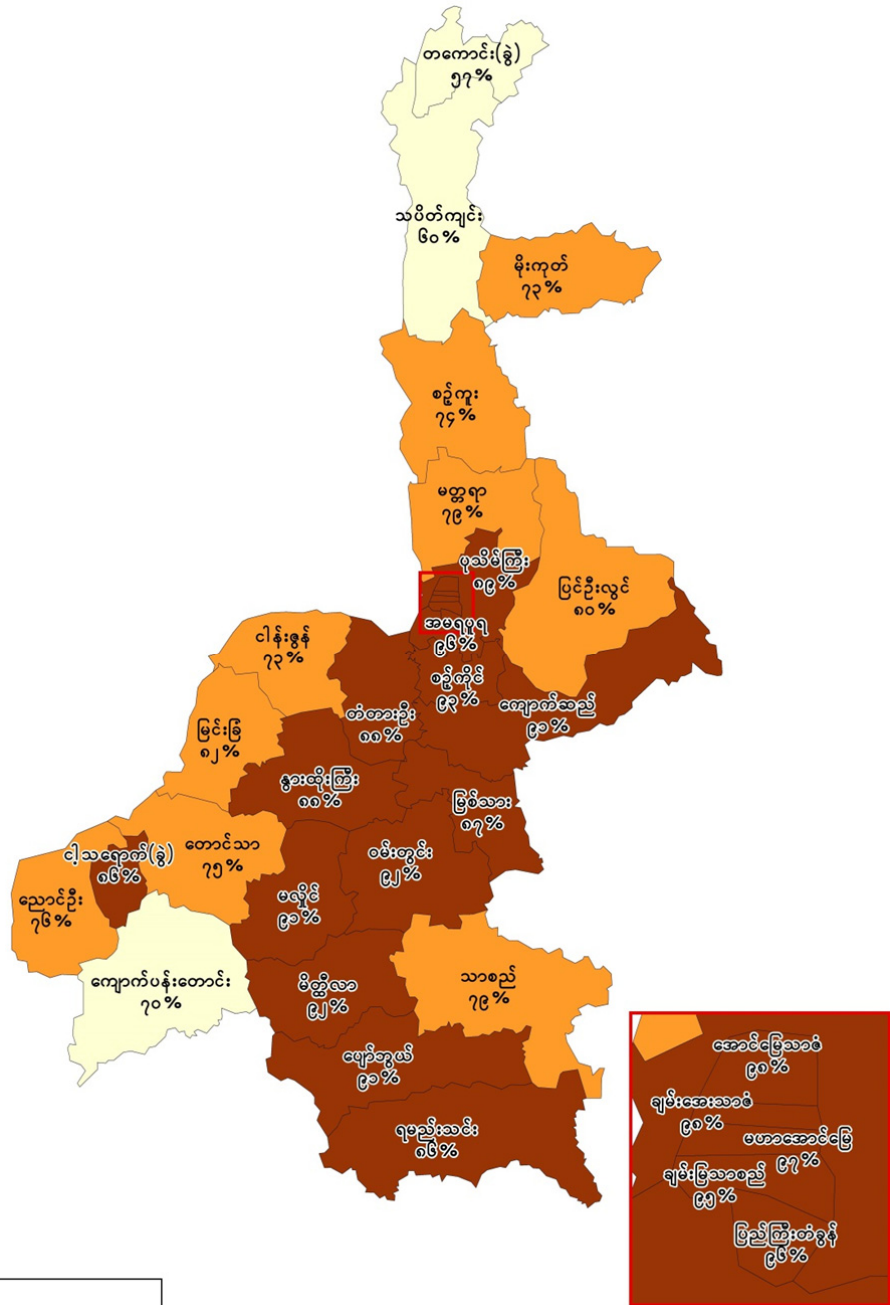 တကောင်း(ခွဲ)
၅၇%
သပိတ်ကျင်း
၆၀%
မိုးကုတ်
၇၃%
စဉ့်ကူး
၇၄%
မတ္တရာ
၇၉%
ပုသိမ်ကြီး
၈၉%
ပြင်ဦးလွင်
၈၀%
အမရပူရ
၉၆%
ငါန်းဇွန်
၇၃%
စဉ့်ကိုင်
၉၃%
ကျောက်ဆည်
၉၁%
တံတားဦး
၈၈%
မြင်းခြံ
၈၂%
နွားထိုးကြီး
၈၈%
မြစ်သား
၈၇%
တောင်သာ
၇၅%
ဝမ်းတွင်း
၉၂%
ငါ့သရောက်(ခွဲ)
၈၆%
ညောင်ဦး
၇၆%
မလှိုင်
၉၁%
ကျောက်ပန်းတောင်း
၇၀%
မိတ္ထီလာ
၉၂%
သာစည်
၇၉%
ပျော်ဘွယ်
၉၁%
ရမည်းသင်း
၈၆%
အောင်မြေသာဇံ
၉၈%
ချမ်းအေးသာဇံ
၉၈%
မဟာအောင်မြေ
၉၇%
ချမ်းမြသာစည်
၉၅%
ပြည်ကြီးတံခွန်
၉၆%